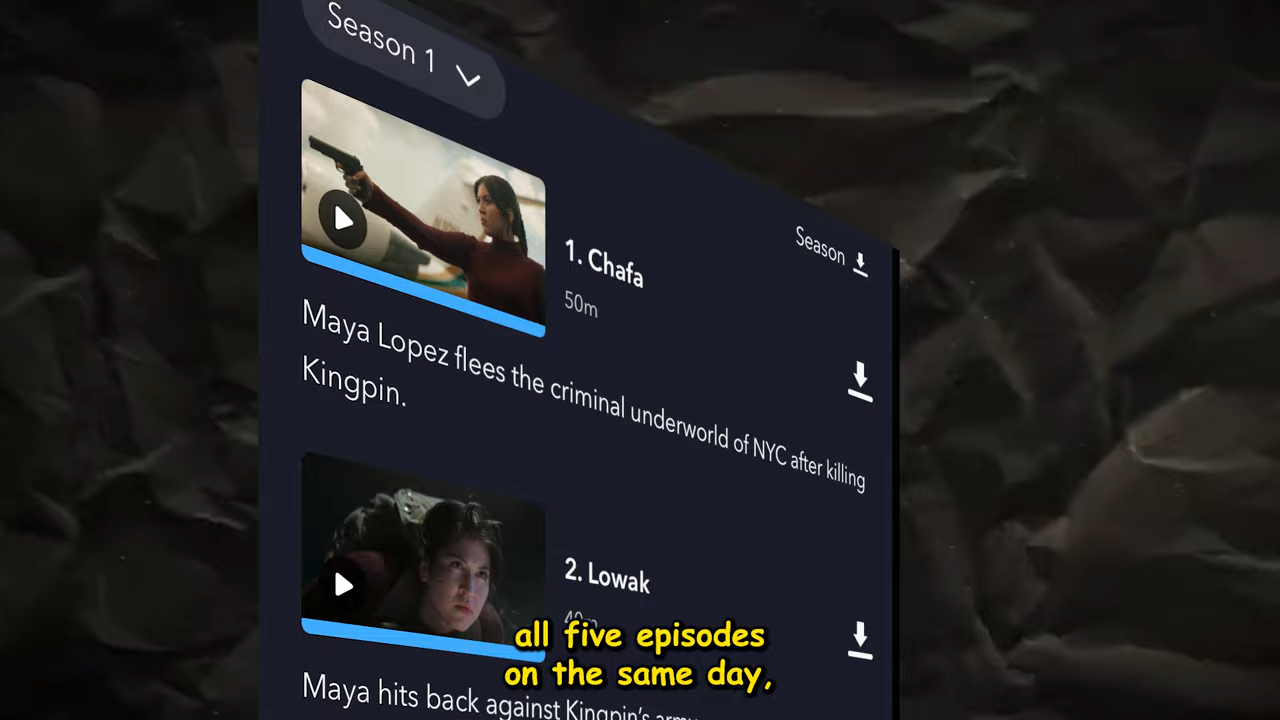 Season 1
Season
1. Chafa
50m
Maya Lopez flees the criminal underworld of NYC after killing
Kingpin.
2. Lowak
all five episodes
on the same day,
Maya hits back against Kingpin's army